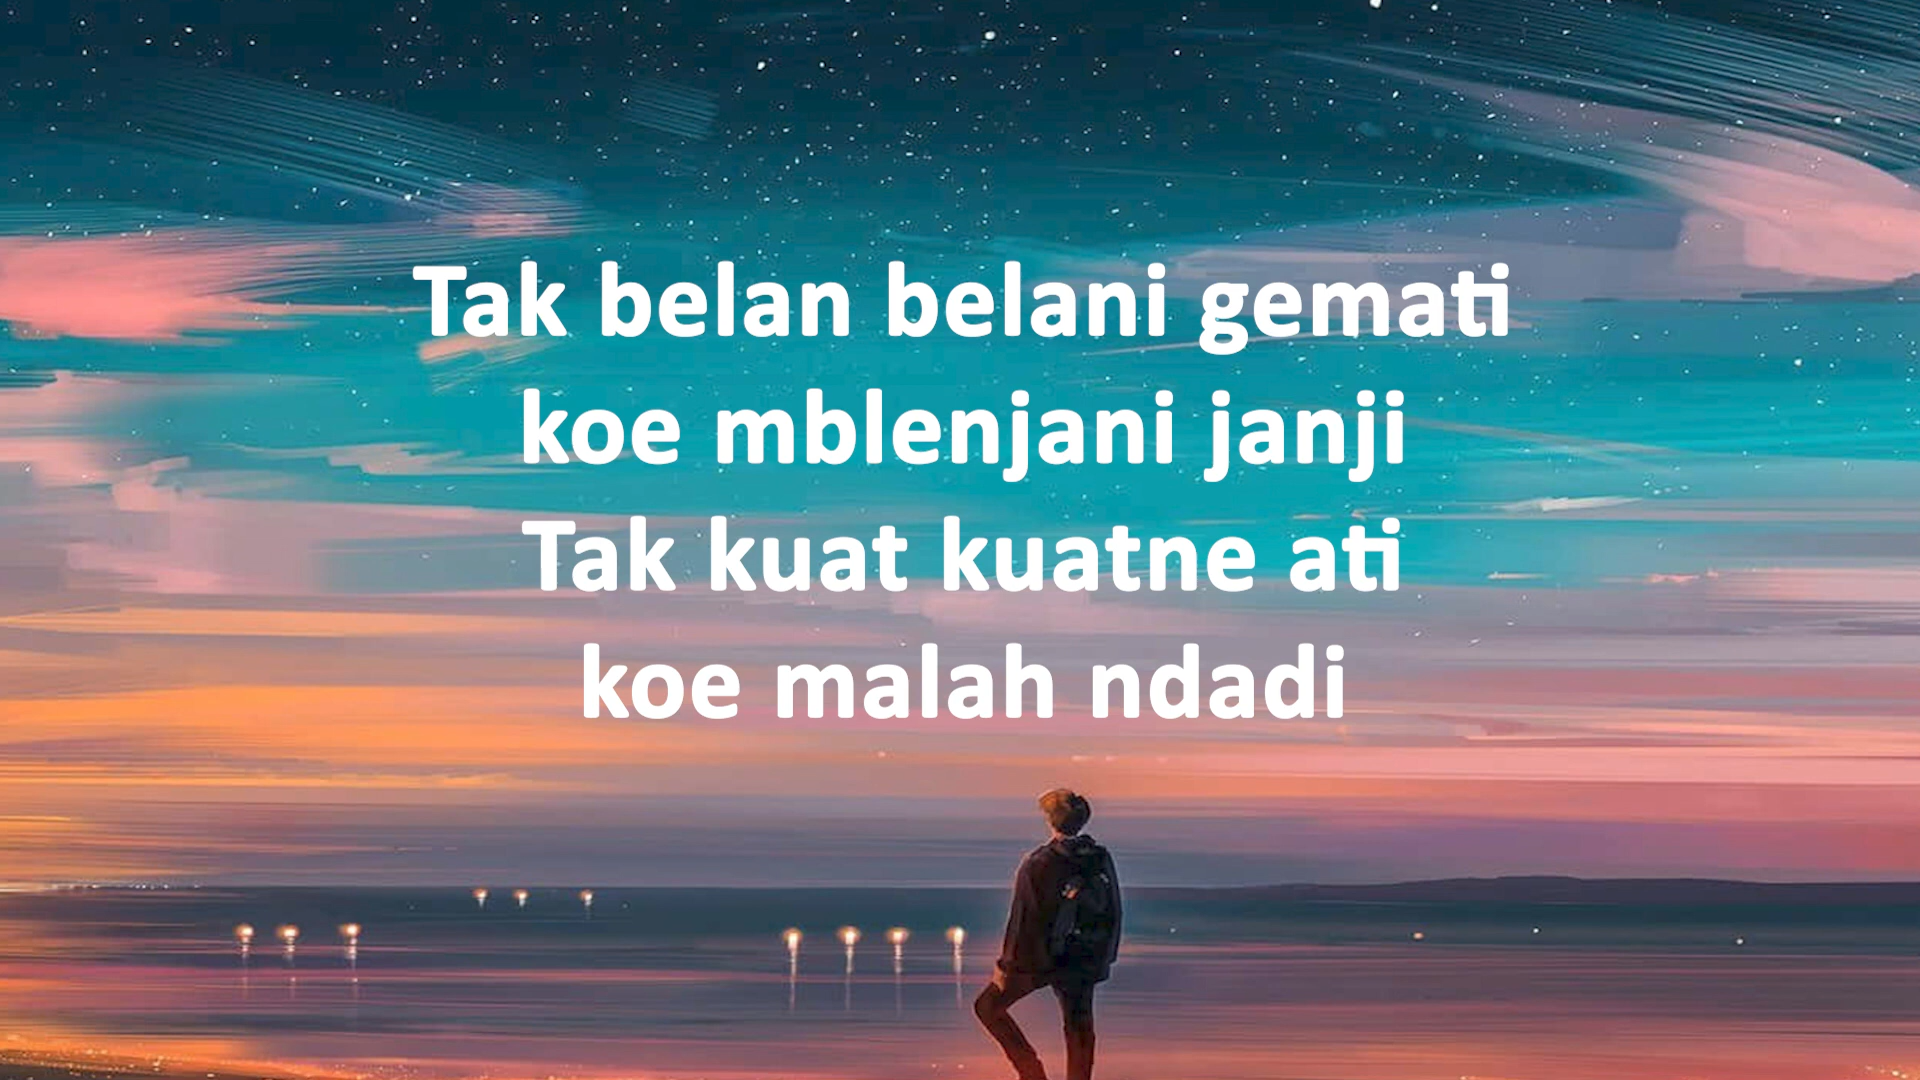 Tak belan belani gemati
koe mblenjani janji
Tak kuat kuatne ati
koe malah ndadi